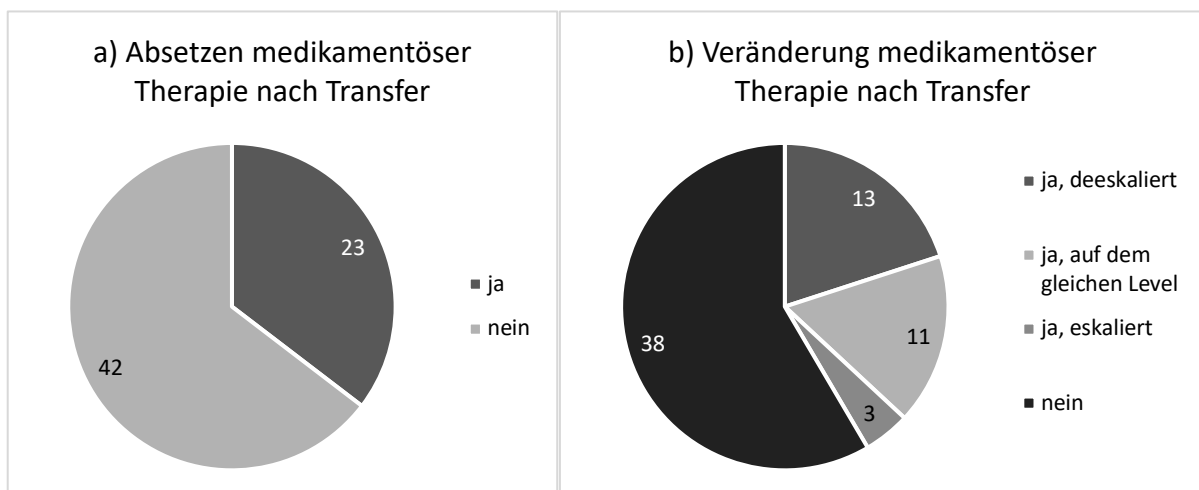 a) Absetzen medikamentöser
Therapie nach Transfer
23
42
ja
nein
b) Veränderung medikamentöser
Therapie nach Transfer
13
11
3
38
ja, deeskaliert
ja, auf dem
gleichen Level
ja, eskaliert
nein